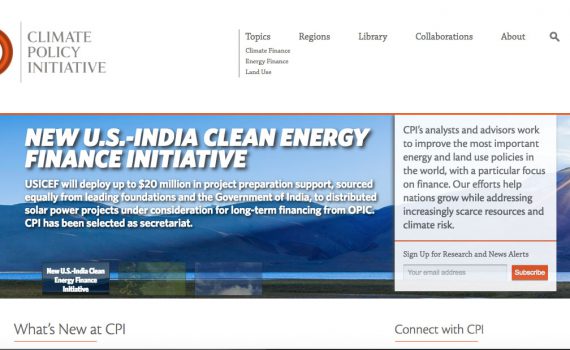 CLIMATE
POLICY
INITIATIVE
Topics Regions Library Collaborations About
Climate Finance
Energy Finance
Land Use
NEW U.S.-INDIA CLEAN ENERGY
FINANCE INITIATIVE
USICEF will deploy up to $20 million in project preparation support, sourced
equally from leading foundations and the Government of India, to distributed
solar power projects under consideration for long-term financing from OPIC.
CPI has been selected as secretariat.
New U.S.-India Clean
Energy Finance
Initiative
CPI's analysts and advisors work
to improve the most important
energy and land use policies in
the world, with a particular focus
on finance. Our efforts help
nations grow while addressing
increasingly scarce resources and
climate risk.
Sign Up for Research and News Alerts
Your email address Subscribe
What's New at CPI
Connect with CPI